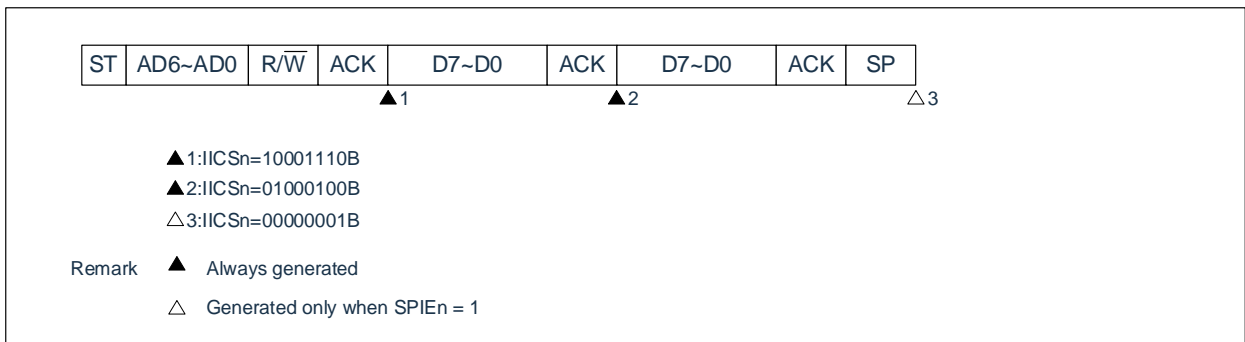 ST AD6~AD0 R/W̅ ACK D7~D0 ACK D7~D0 ACK SP
▲1 ▲2 △3
▲1:IICSn=10001110B
▲2:IICSn=01000100B
△3:IICSn=00000001B
Remark ▲ Always generated
△ Generated only when SPIEn = 1